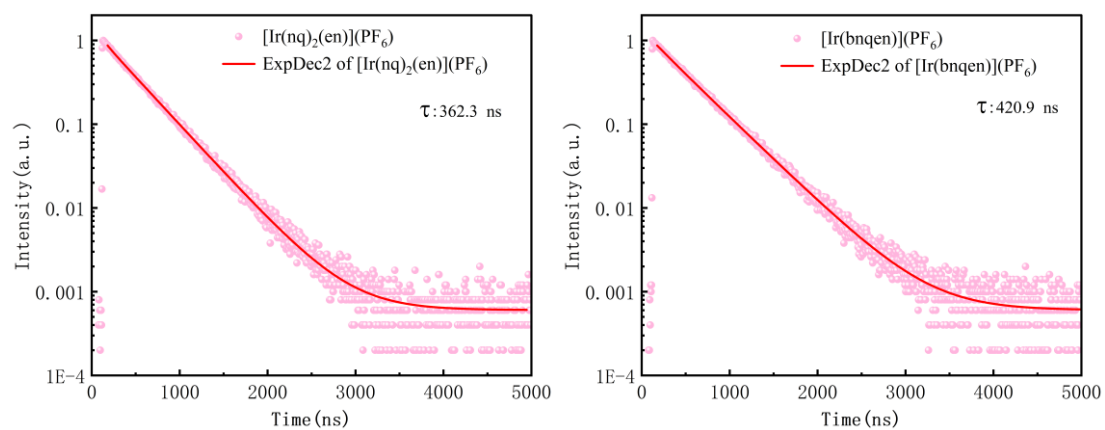 [Ir(nq)₂(en)](PF₆)
ExpDec2 of [Ir(nq)₂(en)](PF₆)
τ:362.3 ns
Intensity(a.u.)
1
0.1
0.01
0.001
1E-4
0
1000
2000
3000
4000
5000
Time(ns)
[Ir(bnqen)](PF₆)
ExpDec2 of [Ir(bnqen)](PF₆)
τ:420.9 ns
Intensity(a.u.)
1
0.1
0.01
0.001
1E-4
0
1000
2000
3000
4000
5000
Time(ns)